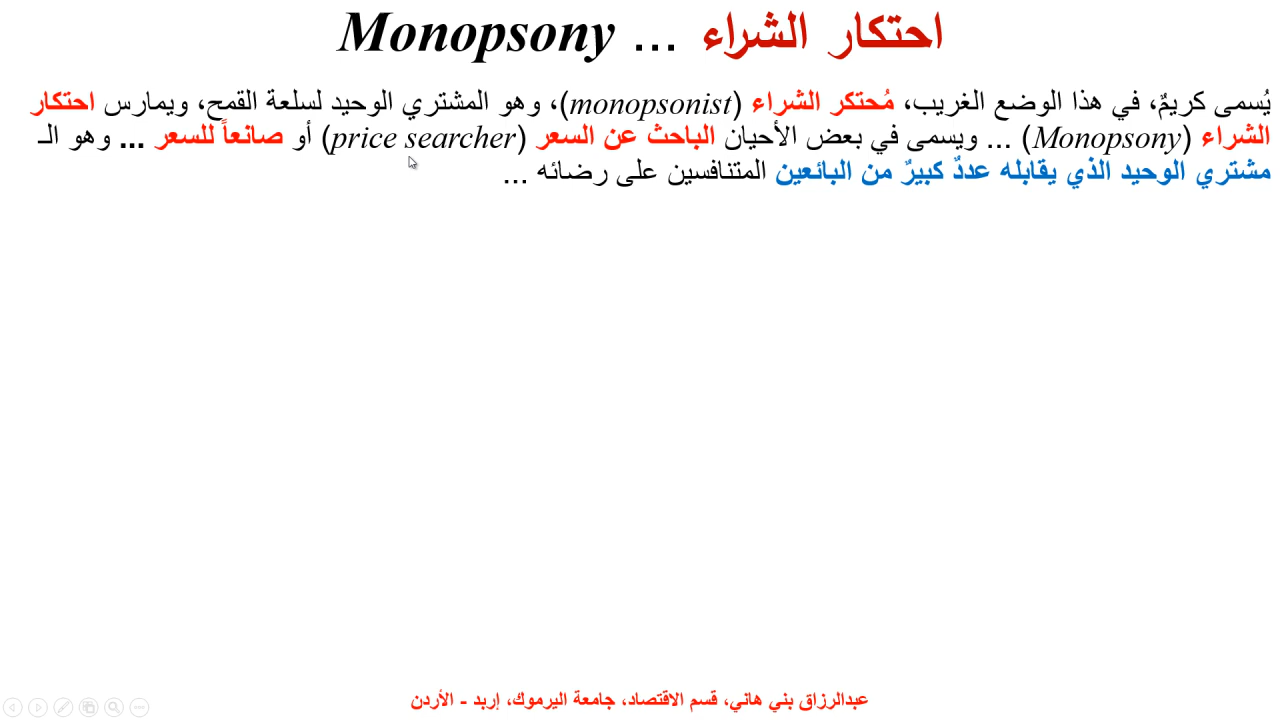 احتكار الشراء ... Monopsony
يُسمى كريمٌ، في هذا الوضع الغريب، مُحتكر الشراء (monopsonist)، وهو المشتري الوحيد لسلعة القمح، ويمارس احتكار
الشراء (Monopsony) ... ويسمى في بعض الأحيان الباحث عن السعر (price searcher) أو صانعاً للسعر ... وهو الـ
مشتري الوحيد الذي يقابله عددٌ كبيرٌ من البائعين المتنافسين على رضائه ...
عبدالرزاق بني هاني، قسم الاقتصاد، جامعة اليرموك، إربد - الأردن